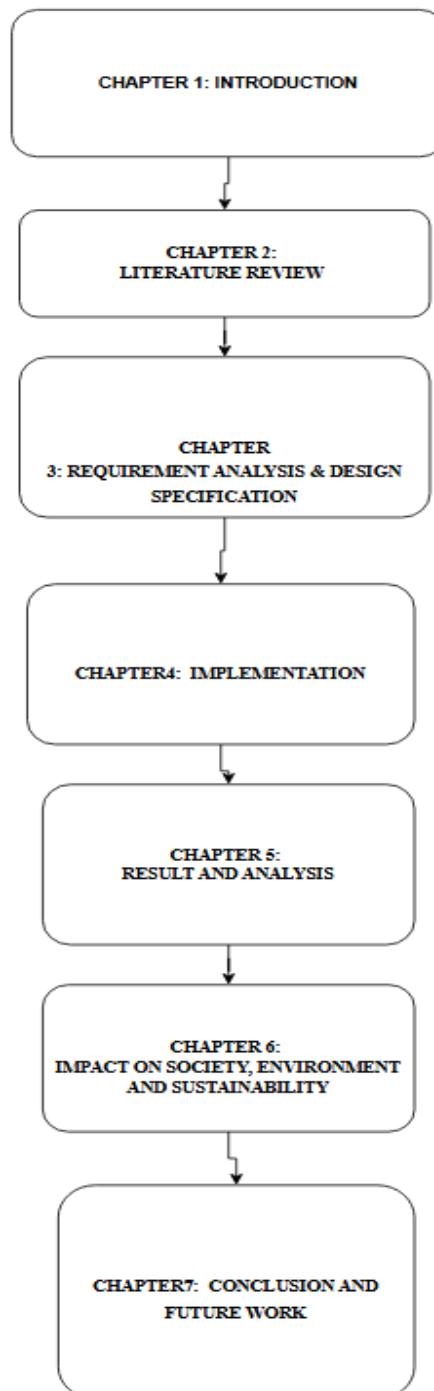 CHAPTER 1: INTRODUCTION
CHAPTER 2:
LITERATURE REVIEW
CHAPTER
3: REQUIREMENT ANALYSIS & DESIGN
SPECIFICATION
CHAPTER4: IMPLEMENTATION
CHAPTER 5:
RESULT AND ANALYSIS
CHAPTER 6:
IMPACT ON SOCIETY, ENVIRONMENT
AND SUSTAINABILITY
CHAPTER7: CONCLUSION AND
FUTURE WORK